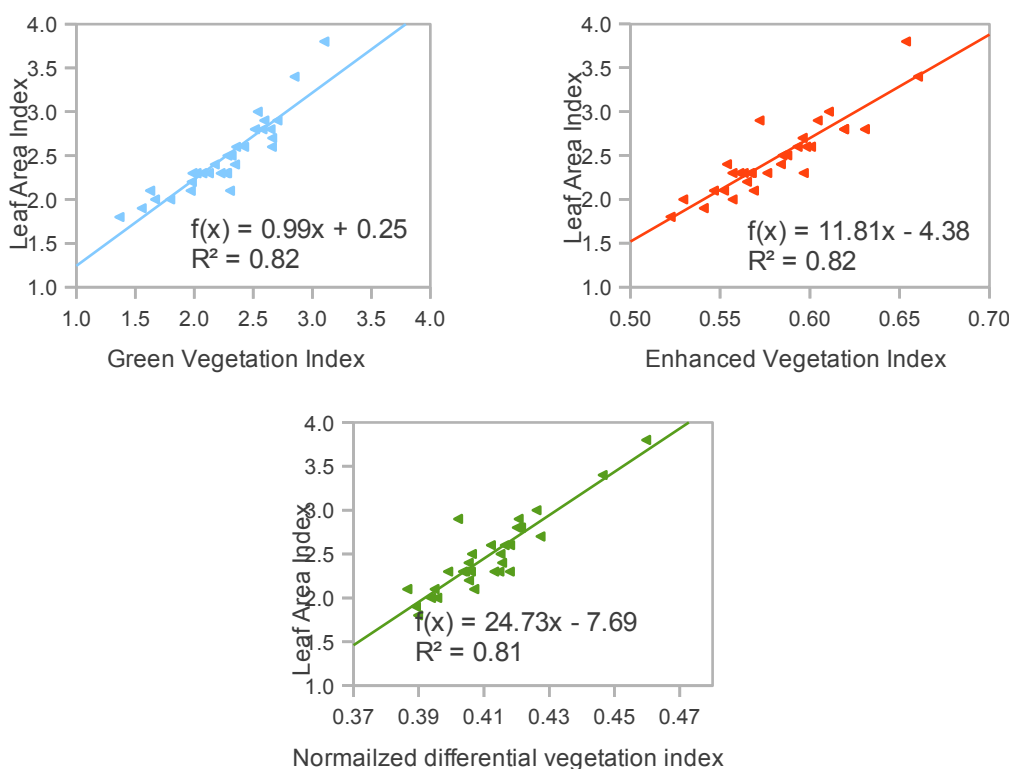 Leaf Area Index
4.0
3.5
3.0
2.5
2.0
1.5
1.0
f(x) = 0.99x + 0.25
R² = 0.82
1.0 1.5 2.0 2.5 3.0 3.5 4.0
Green Vegetation Index
Leaf Area Index
4.0
3.5
3.0
2.5
2.0
1.5
1.0
f(x) = 11.81x - 4.38
R² = 0.82
0.50 0.55 0.60 0.65 0.70
Enhanced Vegetation Index
Leaf Area Index
4.0
3.5
3.0
2.5
2.0
1.5
1.0
f(x) = 24.73x - 7.69
R² = 0.81
0.37 0.39 0.41 0.43 0.45 0.47
Normailzed differential vegetation index